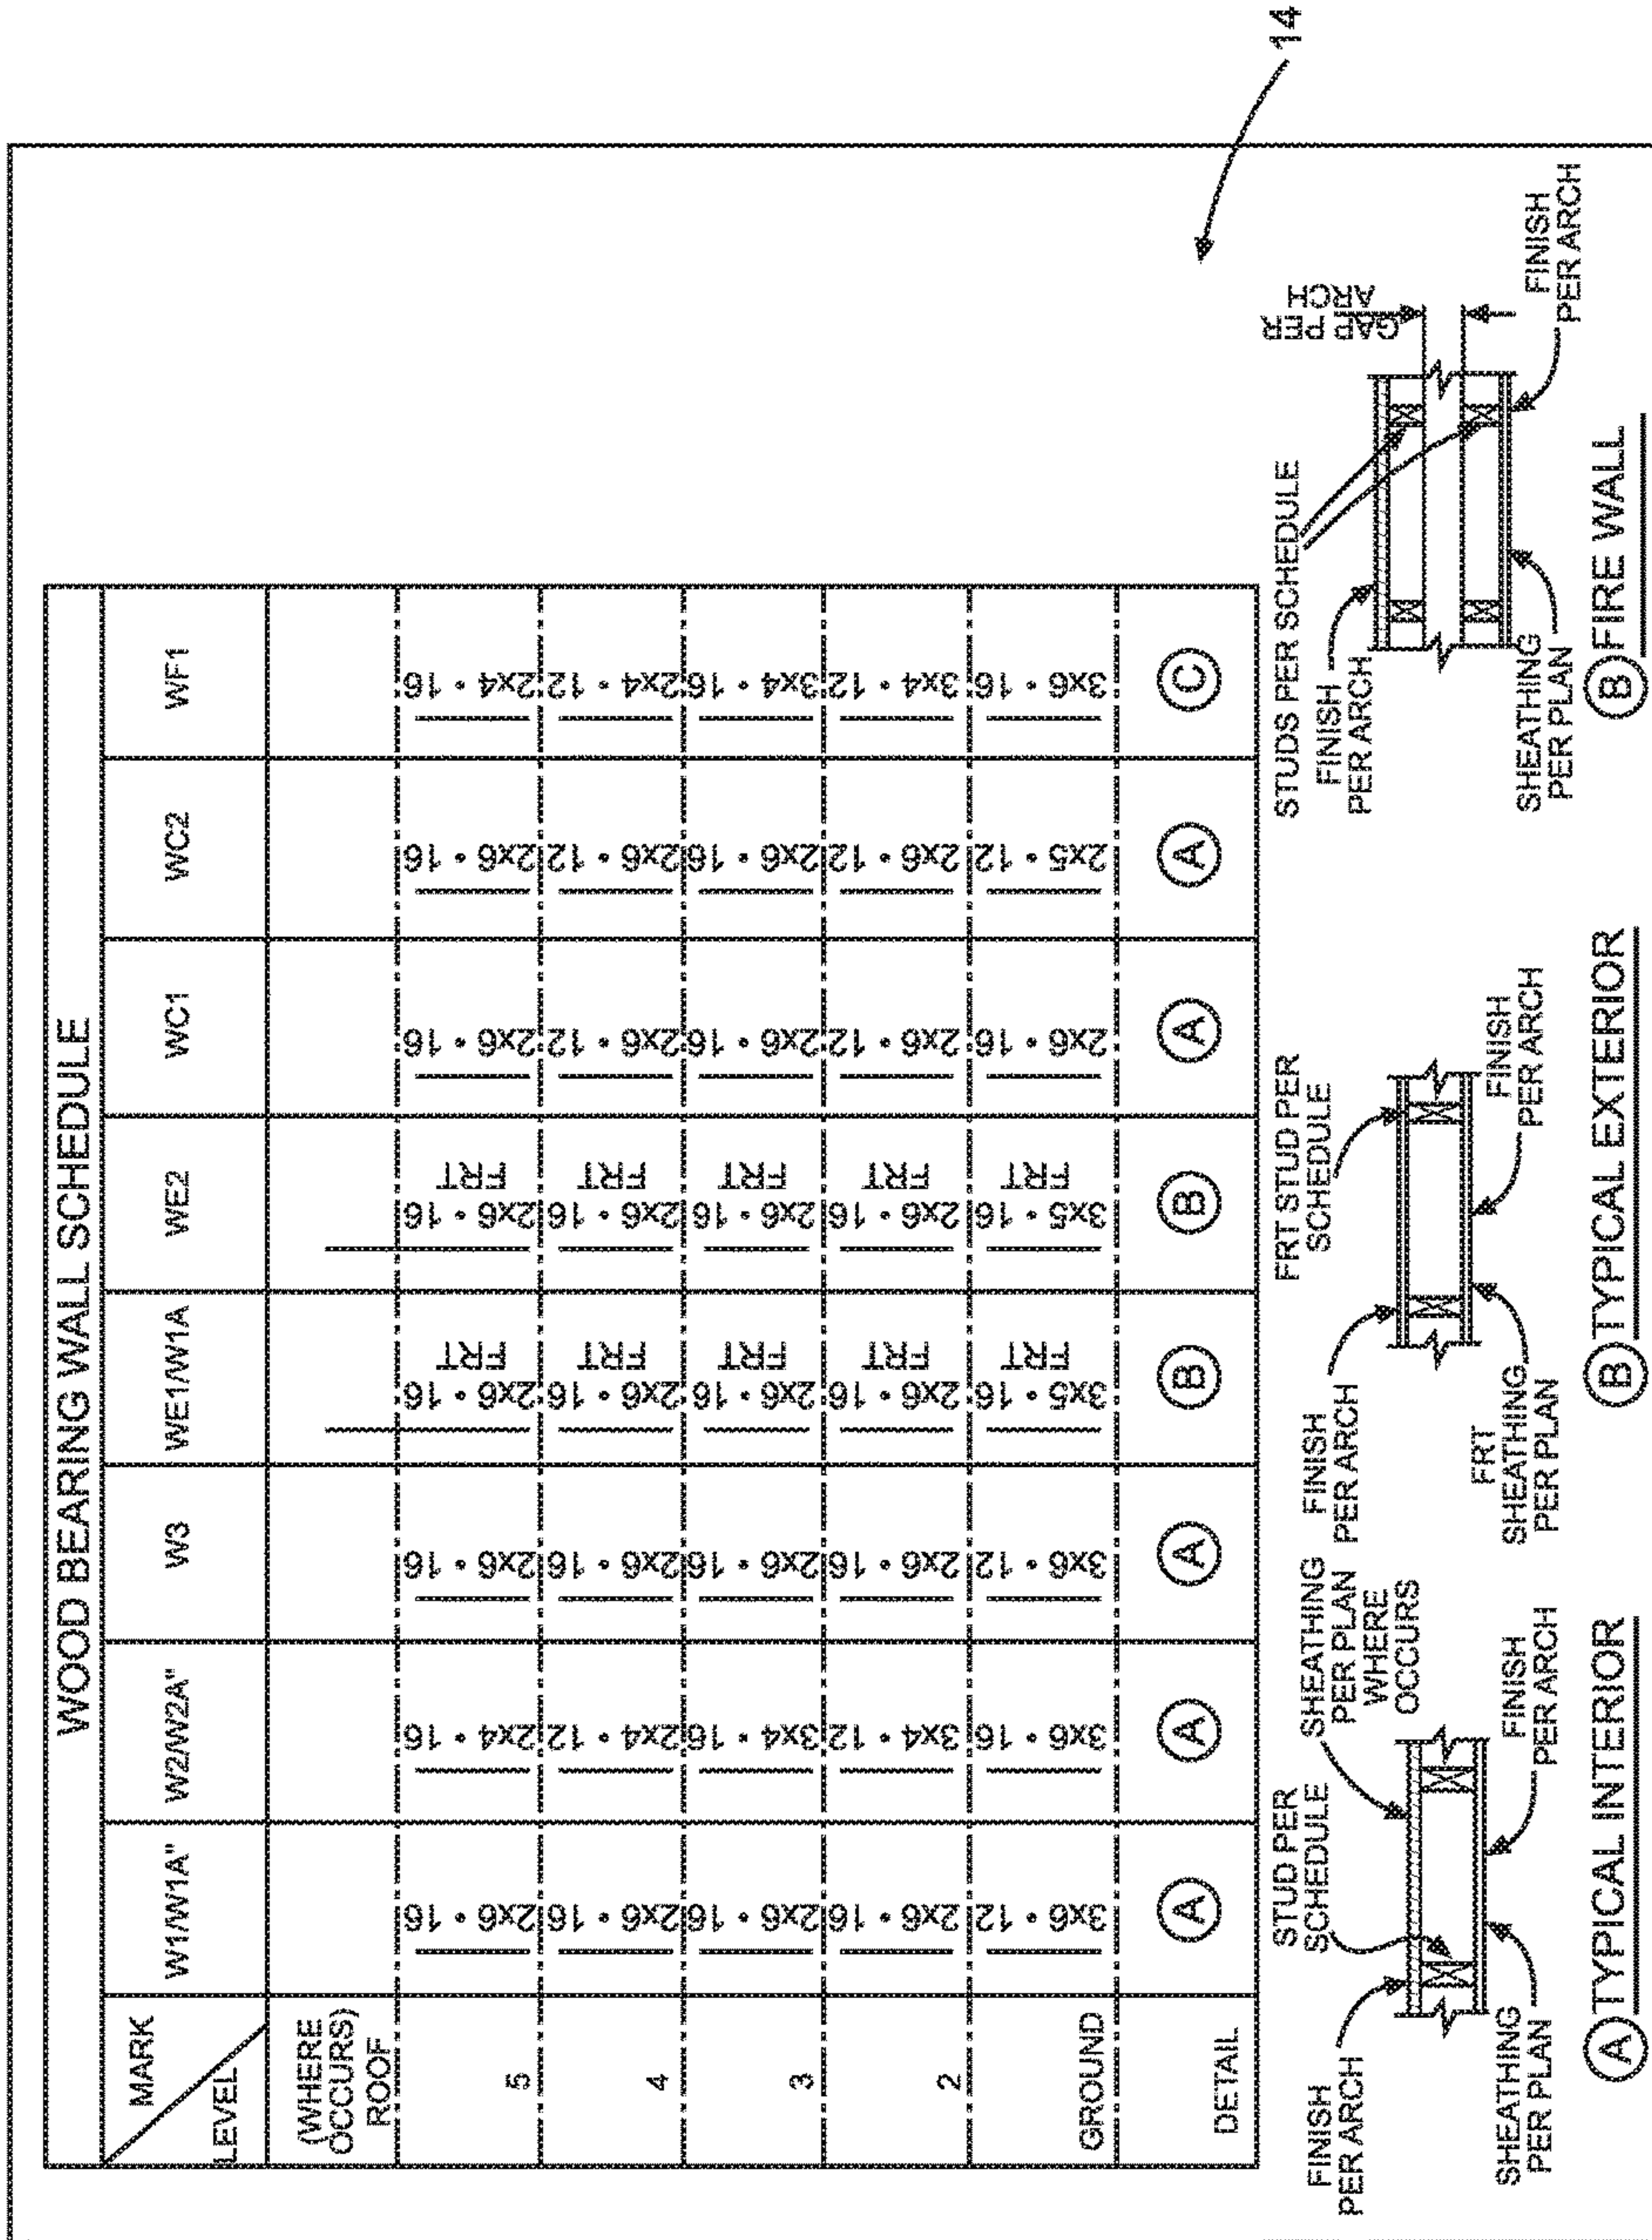 WOOD BEARING WALL SCHEDULE
MARK
LEVEL
W1/W1A" W2/W2A" W3 WE1/W1A WE2 WC1 WC2 WF1
(WHERE
OCCURS)
ROOF
5 2x6 • 16 2x4 • 16 2x6 • 16 2x6 • 16 FRT 2x6 • 16 FRT 2x6 • 16 2x6 • 16 2x4 • 16
4 2x6 • 16 2x4 • 12 2x6 • 16 2x6 • 16 FRT 2x6 • 16 FRT 2x6 • 12 2x6 • 12 2x4 • 12
3 2x6 • 16 3x4 • 16 2x6 • 16 2x6 • 16 FRT 2x6 • 16 FRT 2x6 • 16 2x6 • 16 3x4 • 16
2 2x6 • 16 3x4 • 12 2x6 • 16 2x6 • 16 FRT 2x6 • 16 FRT 2x6 • 12 2x6 • 12 3x4 • 12
GROUND 3x6 • 12 3x6 • 16 3x6 • 12 3x5 • 16 FRT 3x5 • 16 FRT 2x6 • 16 2x5 • 12 3x6 • 16
DETAIL A A A B B A A C
FINISH
PER ARCH
STUD PER
SCHEDULE
SHEATHING
PER PLAN
WHERE
OCCURS
SHEATHING
PER PLAN
FINISH
PER ARCH
A TYPICAL INTERIOR
FINISH
PER ARCH
FRT STUD PER
SCHEDULE
FRT
SHEATHING
PER PLAN
FINISH
PER ARCH
B TYPICAL EXTERIOR
STUDS PER SCHEDULE
FINISH
PER ARCH
GAP PER
ARCH
SHEATHING
PER PLAN
FINISH
PER ARCH
B FIRE WALL
14